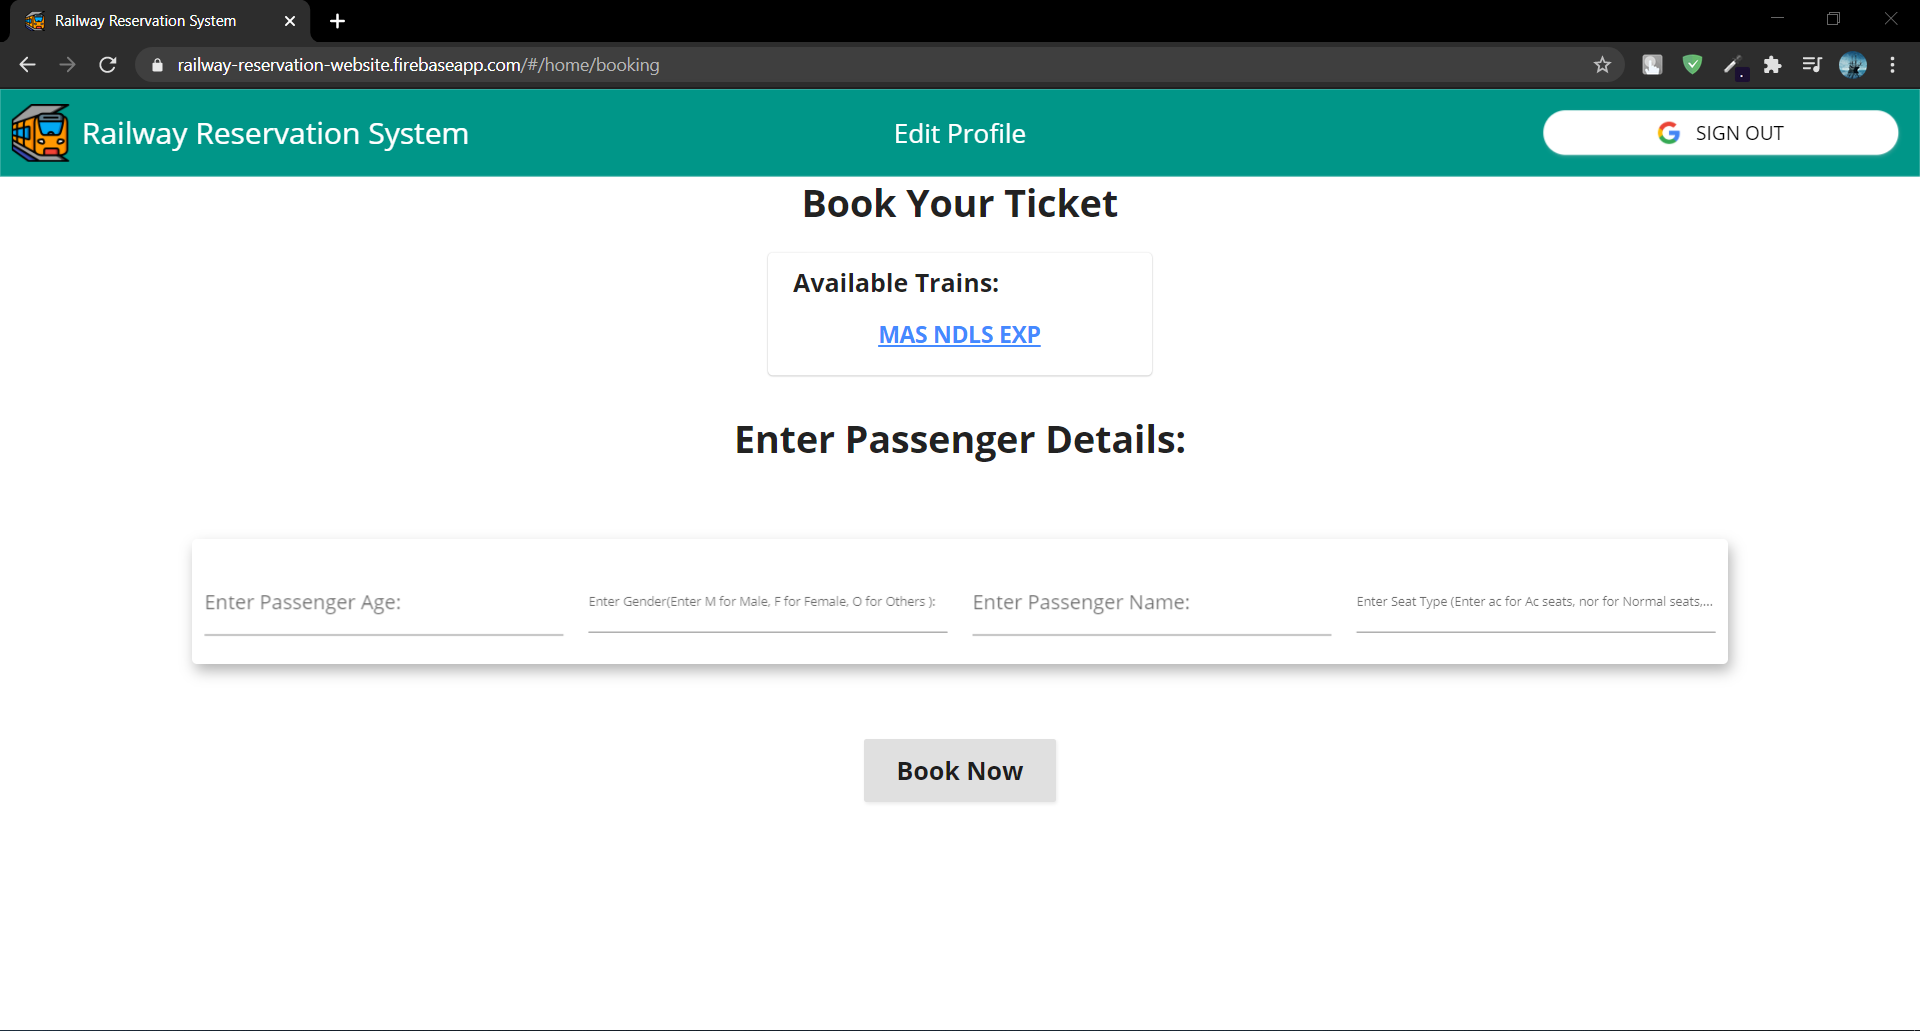 Railway Reservation System
railway-reservation-website.firebaseapp.com/#/home/booking
Railway Reservation System
Edit Profile
SIGN OUT
Book Your Ticket
Available Trains:
MAS NDLS EXP
Enter Passenger Details:
Enter Passenger Age:
Enter Gender(Enter M for Male, F for Female, O for Others ):
Enter Passenger Name:
Enter Seat Type (Enter ac for Ac seats, nor for Normal seats,...
Book Now